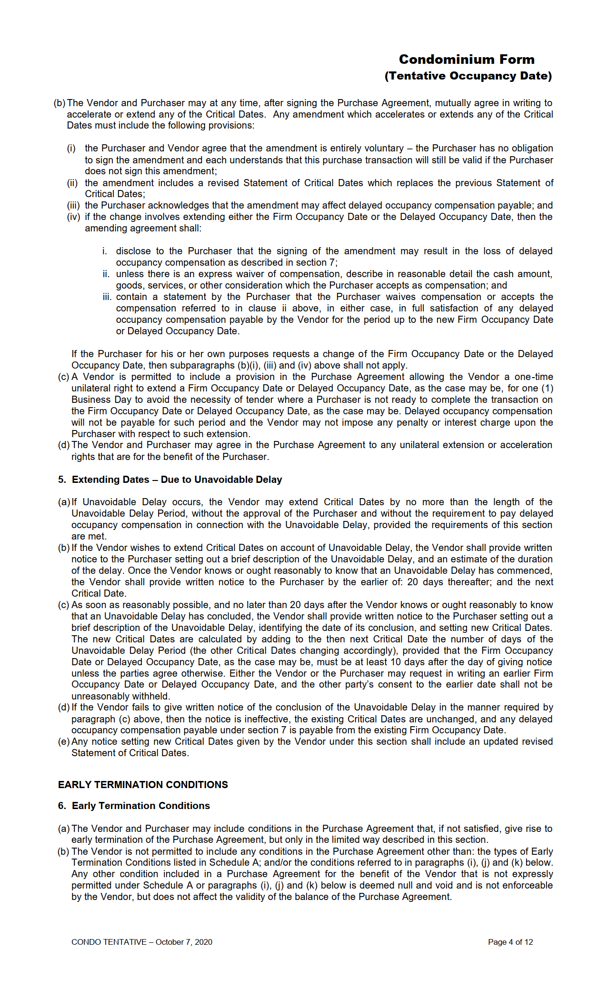 Condominium Form
(Tentative Occupancy Date)
(b) The Vendor and Purchaser may at any time, after signing the Purchase Agreement, mutually agree in writing to
accelerate or extend any of the Critical Dates.  Any amendment which accelerates or extends any of the Critical
Dates must include the following provisions:
(i) the Purchaser and Vendor agree that the amendment is entirely voluntary – the Purchaser has no obligation
to sign the amendment and each understands that this purchase transaction will still be valid if the Purchaser
does not sign this amendment;
(ii) the amendment includes a revised Statement of Critical Dates which replaces the previous Statement of
Critical Dates;
(iii) the Purchaser acknowledges that the amendment may affect delayed occupancy compensation payable; and
(iv) if the change involves extending either the Firm Occupancy Date or the Delayed Occupancy Date, then the
amending agreement shall:
i. disclose to the Purchaser that the signing of the amendment may result in the loss of delayed
occupancy compensation as described in section 7;
ii. unless there is an express waiver of compensation, describe in reasonable detail the cash amount,
goods, services, or other consideration which the Purchaser accepts as compensation; and
iii. contain a statement by the Purchaser that the Purchaser waives compensation or accepts the
compensation referred to in clause ii above, in either case, in full satisfaction of any delayed
occupancy compensation payable by the Vendor for the period up to the new Firm Occupancy Date
or Delayed Occupancy Date.
If the Purchaser for his or her own purposes requests a change of the Firm Occupancy Date or the Delayed
Occupancy Date, then subparagraphs (b)(i), (iii) and (iv) above shall not apply.
(c) A Vendor is permitted to include a provision in the Purchase Agreement allowing the Vendor a one-time
unilateral right to extend a Firm Occupancy Date or Delayed Occupancy Date, as the case may be, for one (1)
Business Day to avoid the necessity of tender where a Purchaser is not ready to complete the transaction on
the Firm Occupancy Date or Delayed Occupancy Date, as the case may be. Delayed occupancy compensation
will not be payable for such period and the Vendor may not impose any penalty or interest charge upon the
Purchaser with respect to such extension.
(d) The Vendor and Purchaser may agree in the Purchase Agreement to any unilateral extension or acceleration
rights that are for the benefit of the Purchaser.
5. Extending Dates – Due to Unavoidable Delay
(a) If Unavoidable Delay occurs, the Vendor may extend Critical Dates by no more than the length of the
Unavoidable Delay Period, without the approval of the Purchaser and without the requirement to pay delayed
occupancy compensation in connection with the Unavoidable Delay, provided the requirements of this section
are met.
(b) If the Vendor wishes to extend Critical Dates on account of Unavoidable Delay, the Vendor shall provide written
notice to the Purchaser setting out a brief description of the Unavoidable Delay, and an estimate of the duration
of the delay. Once the Vendor knows or ought reasonably to know that an Unavoidable Delay has commenced,
the Vendor shall provide written notice to the Purchaser by the earlier of: 20 days thereafter; and the next
Critical Date.
(c) As soon as reasonably possible, and no later than 20 days after the Vendor knows or ought reasonably to know
that an Unavoidable Delay has concluded, the Vendor shall provide written notice to the Purchaser setting out a
brief description of the Unavoidable Delay, identifying the date of its conclusion, and setting new Critical Dates.
The new Critical Dates are calculated by adding to the then next Critical Date the number of days of the
Unavoidable Delay Period (the other Critical Dates changing accordingly), provided that the Firm Occupancy
Date or Delayed Occupancy Date, as the case may be, must be at least 10 days after the day of giving notice
unless the parties agree otherwise. Either the Vendor or the Purchaser may request in writing an earlier Firm
Occupancy Date or Delayed Occupancy Date, and the other party’s consent to the earlier date shall not be
unreasonably withheld.
(d) If the Vendor fails to give written notice of the conclusion of the Unavoidable Delay in the manner required by
paragraph (c) above, then the notice is ineffective, the existing Critical Dates are unchanged, and any delayed
occupancy compensation payable under section 7 is payable from the existing Firm Occupancy Date.
(e) Any notice setting new Critical Dates given by the Vendor under this section shall include an updated revised
Statement of Critical Dates.
EARLY TERMINATION CONDITIONS
6. Early Termination Conditions
(a) The Vendor and Purchaser may include conditions in the Purchase Agreement that, if not satisfied, give rise to
early termination of the Purchase Agreement, but only in the limited way described in this section.
(b) The Vendor is not permitted to include any conditions in the Purchase Agreement other than: the types of Early
Termination Conditions listed in Schedule A; and/or the conditions referred to in paragraphs (i), (j) and (k) below.
Any other condition included in a Purchase Agreement for the benefit of the Vendor that is not expressly
permitted under Schedule A or paragraphs (i), (j) and (k) below is deemed null and void and is not enforceable
by the Vendor, but does not affect the validity of the balance of the Purchase Agreement.
CONDO TENTATIVE – October 7, 2020
Page 4 of 12